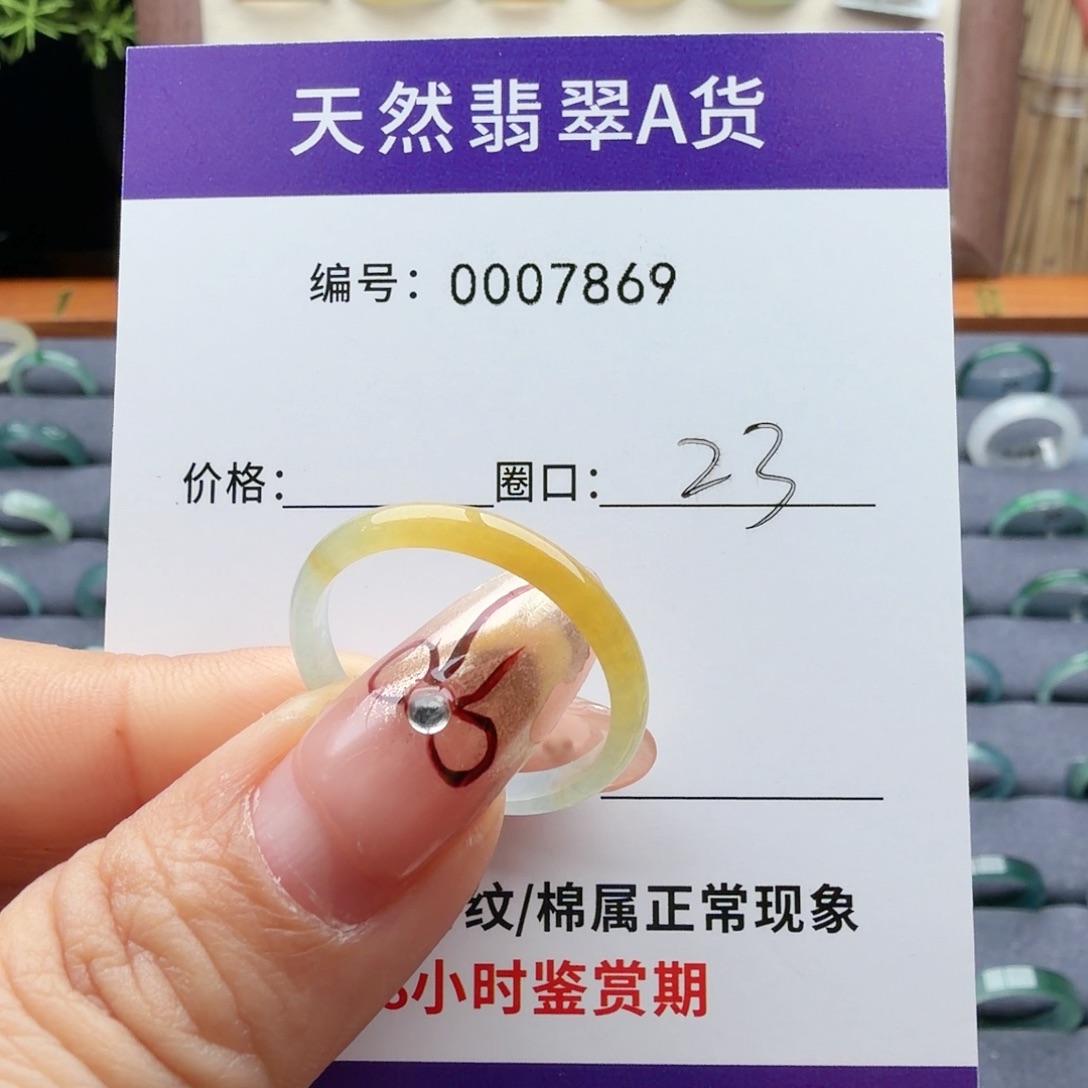 天然翡翠A货
编号：0007869
价格： 圈口：23
纹/棉属正常现象
小时鉴赏期